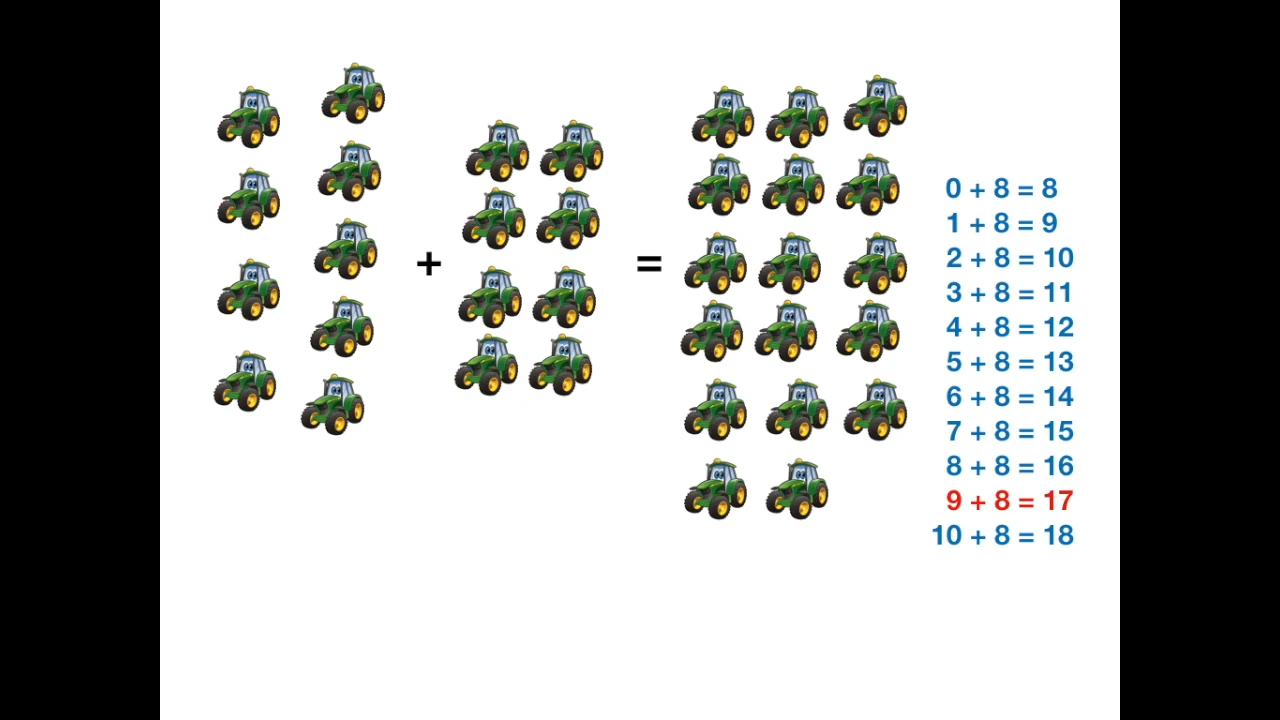 + =
0 + 8 = 8
1 + 8 = 9
2 + 8 = 10
3 + 8 = 11
4 + 8 = 12
5 + 8 = 13
6 + 8 = 14
7 + 8 = 15
8 + 8 = 16
9 + 8 = 17
10 + 8 = 18